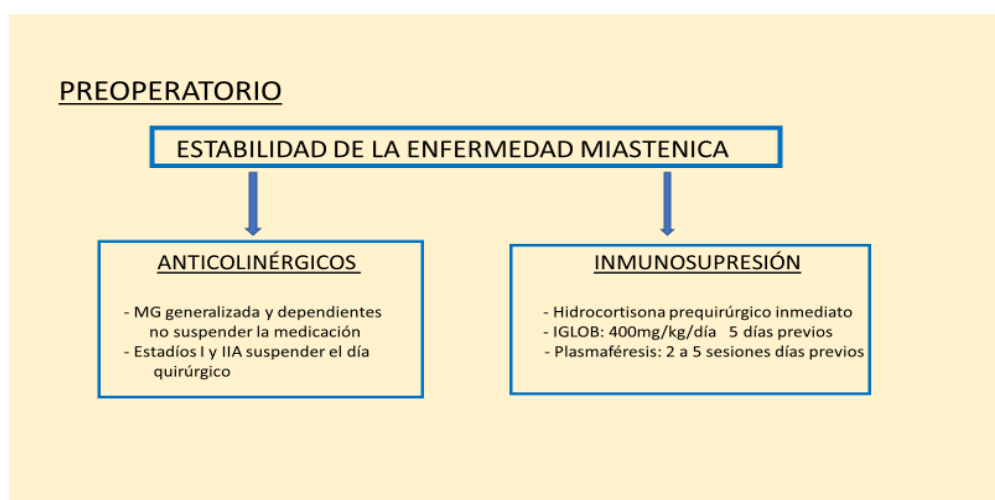 PREOPERATORIO
ESTABILIDAD DE LA ENFERMEDAD MIASTENICA
ANTICOLINÉRGICOS
- MG generalizada y dependientes
no suspender la medicación
- Estadíos I y IIA suspender el día
quirúrgico
INMUNOSUPRESIÓN
- Hidrocortisona prequirúrgico inmediato
- IGLOB: 400mg/kg/día 5 días previos
- Plasmaféresis: 2 a 5 sesiones días previos